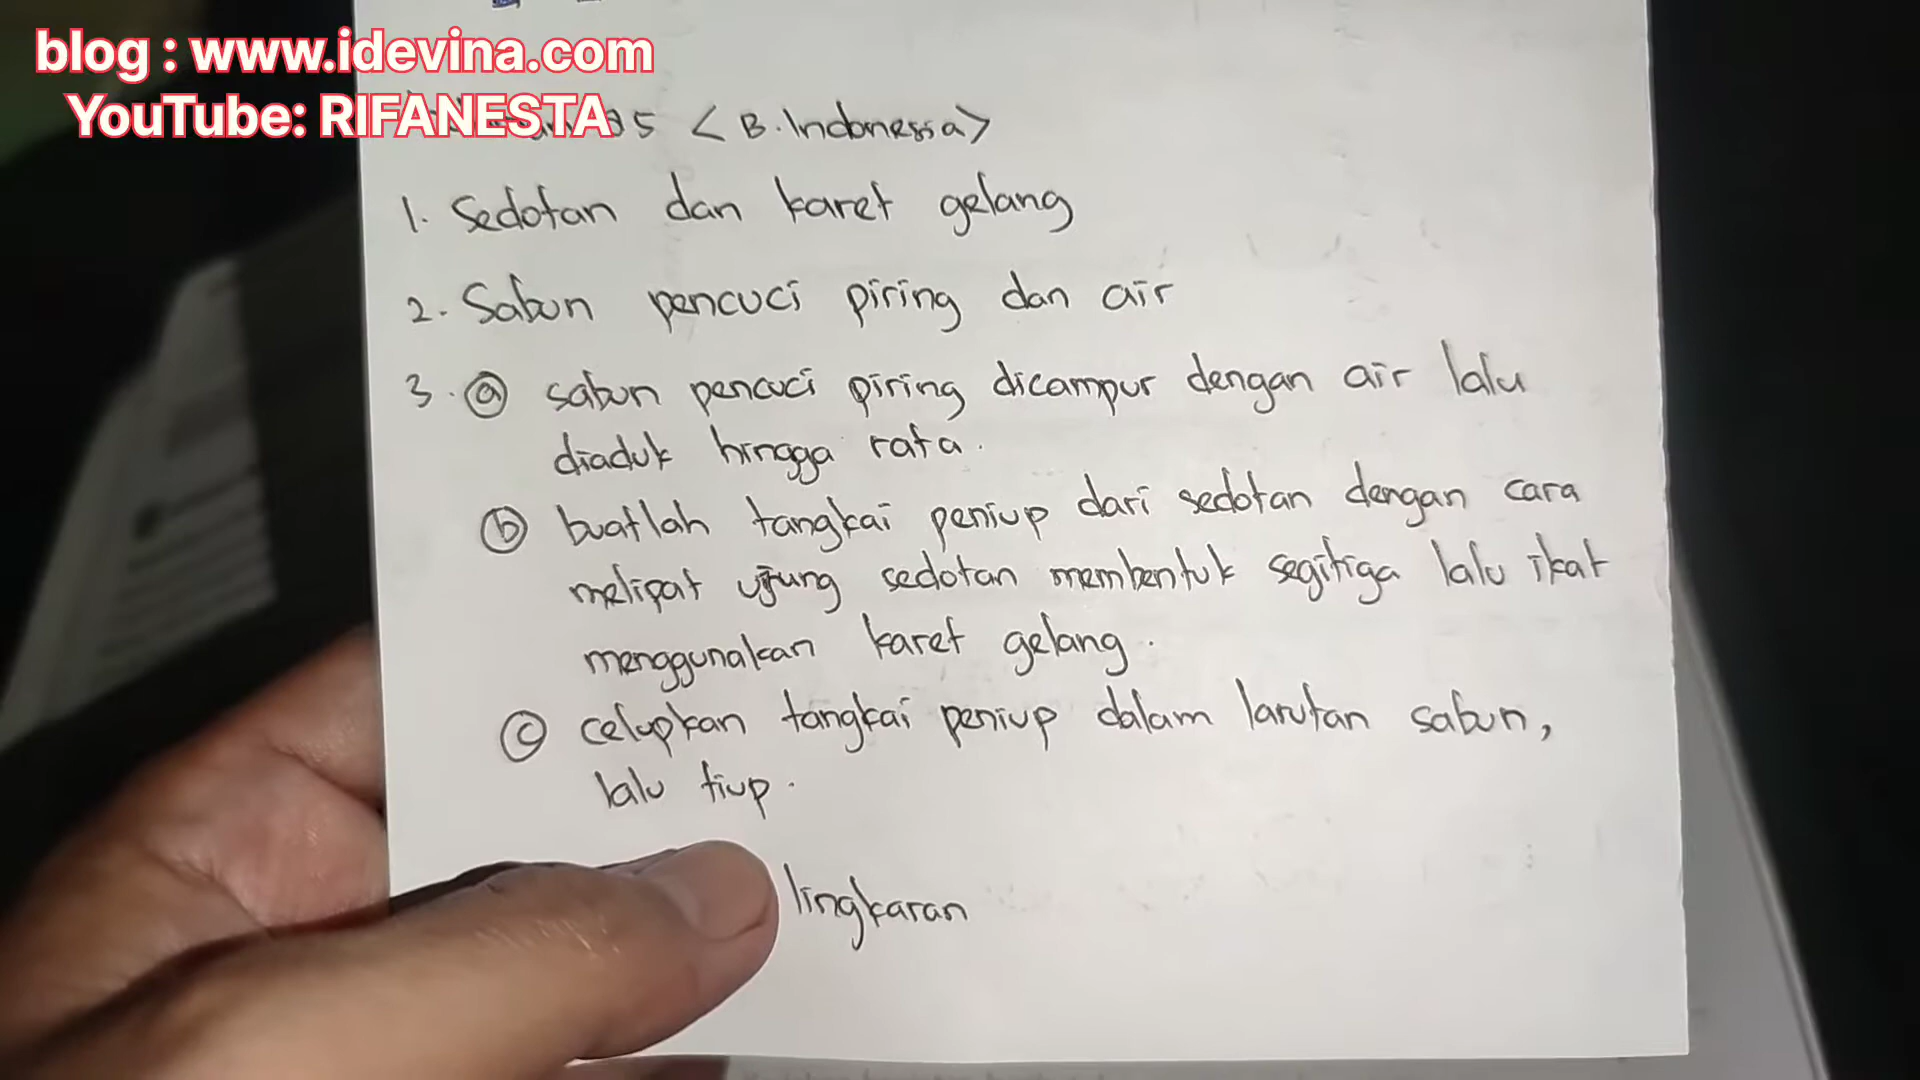 blog : www.idevina.com
YouTube: RIFANESTA
5 < B. Indonesia >
1. Sedotan dan karet gelang
2. Sabun pencuci piring dan air
3. a sabun pencuci piring dicampur dengan air lalu
diaduk hingga rata.
b buatlah tangkai peniup dari sedotan dengan cara
melipat ujung sedotan membentuk segitiga lalu ikat
menggunakan karet gelang.
c celupkan tangkai peniup dalam larutan sabun,
lalu tiup.
lingkaran